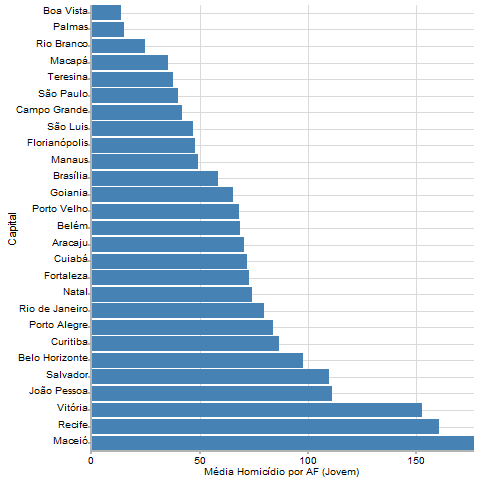 Boa Vista
Palmas
Rio Branco
Macapá
Teresina
São Paulo
Campo Grande
São Luis
Florianópolis
Manaus
Brasília
Goiania
Porto Velho
Belém
Aracaju
Cuiabá
Fortaleza
Natal
Rio de Janeiro
Porto Alegre
Curitiba
Belo Horizonte
Salvador
João Pessoa
Vitória
Recife
Maceió
Capital
0 50 100 150
Média Homicídio por AF (Jovem)